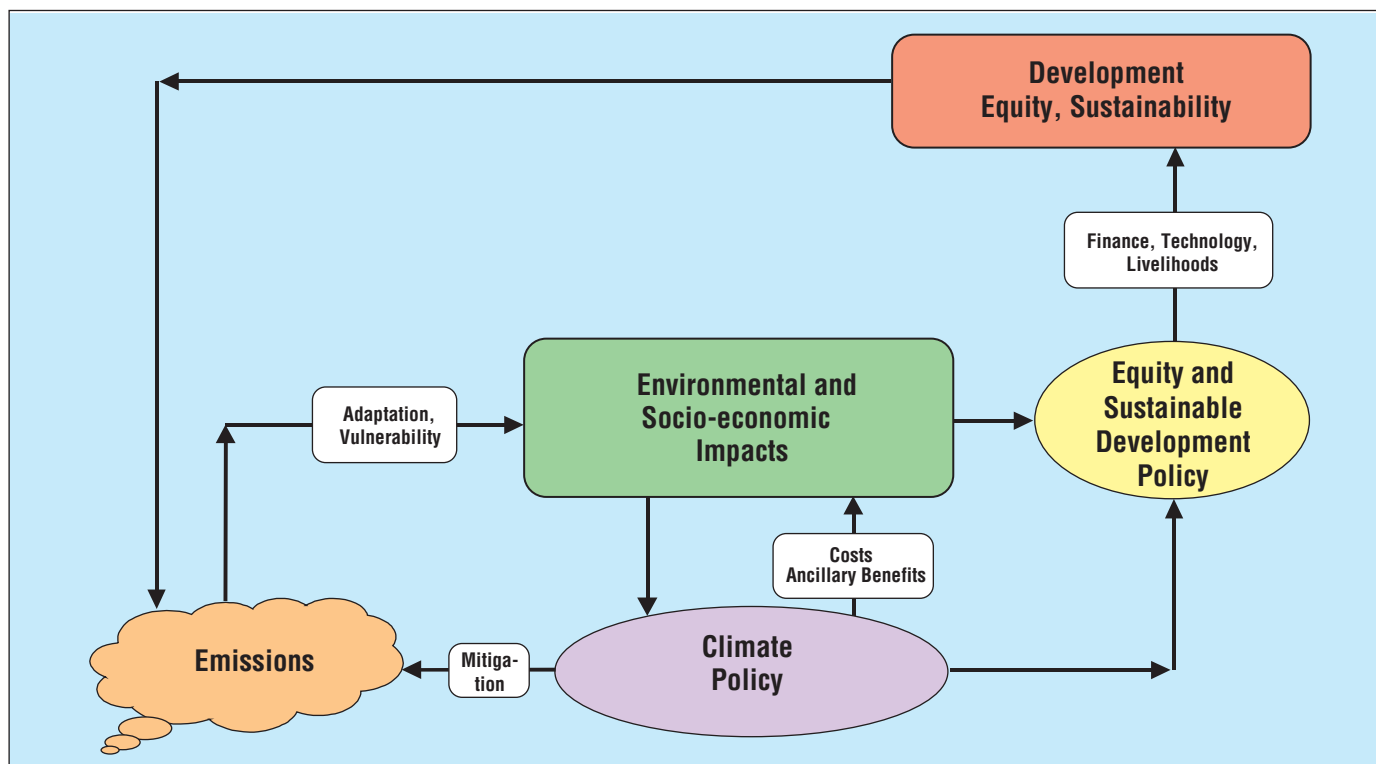 Development
Equity, Sustainability
Finance, Technology,
Livelihoods
Environmental and
Socio-economic
Impacts
Equity and
Sustainable
Development
Policy
Adaptation,
Vulnerability
Costs
Ancillary Benefits
Emissions
Mitiga-
tion
Climate
Policy